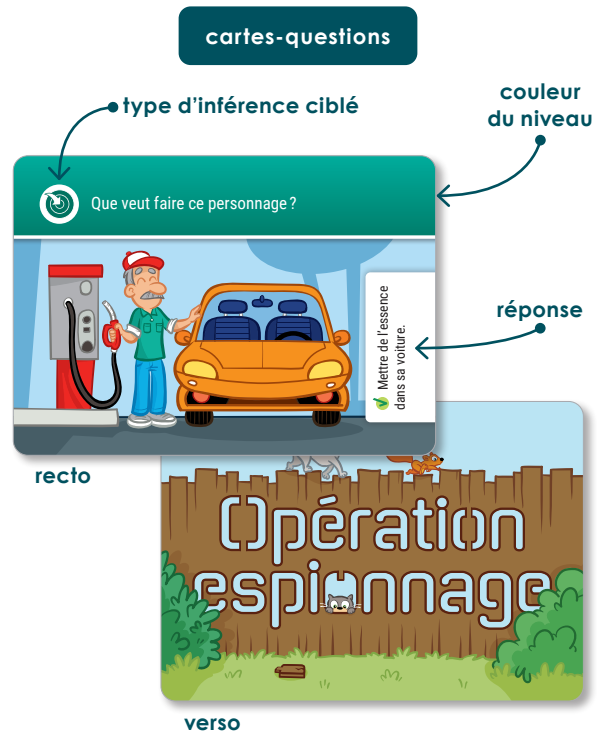 cartes-questions
type d'inférence ciblé
couleur
du niveau
Que veut faire ce personnage ?
réponse
Mettre de l'essence
dans sa voiture.
recto
Opération
espionnage
verso